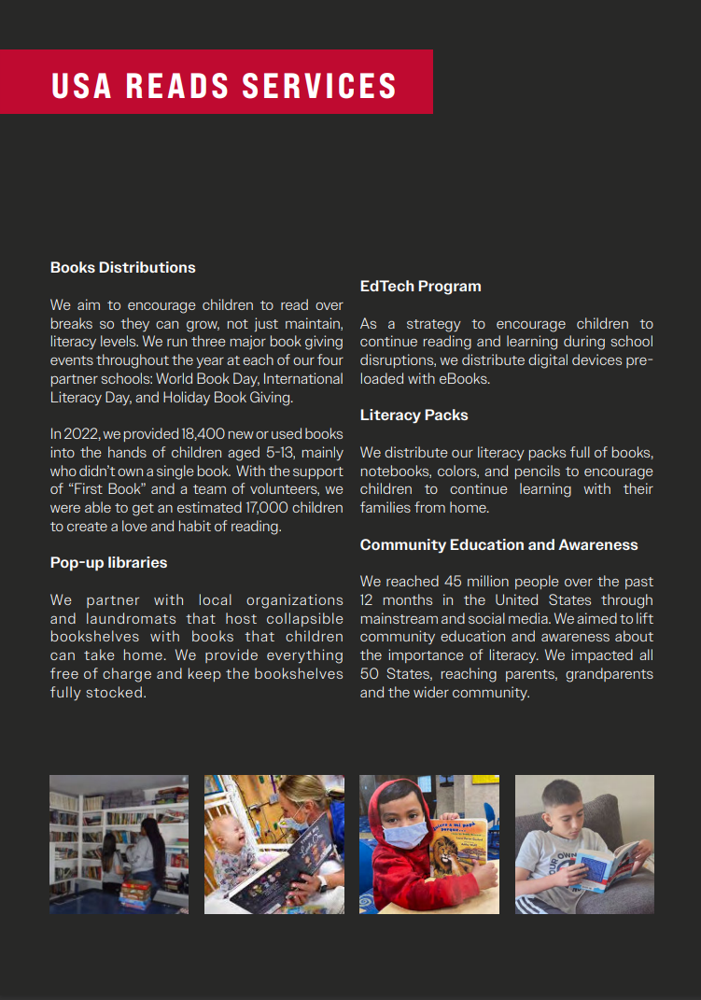 USA READS SERVICES
Books Distributions
We aim to encourage children to read over
breaks so they can grow, not just maintain,
literacy levels. We run three major book giving
events throughout the year at each of our four
partner schools: World Book Day, International
Literacy Day, and Holiday Book Giving.
In 2022, we provided 18,400 new or used books
into the hands of children aged 5-13, mainly
who didn’t own a single book. With the support
of “First Book” and a team of volunteers, we
were able to get an estimated 17,000 children
to create a love and habit of reading.
Pop-up libraries
We partner with local organizations
and laundromats that host collapsible
bookshelves with books that children
can take home. We provide everything
free of charge and keep the bookshelves
fully stocked.
EdTech Program
As a strategy to encourage children to
continue reading and learning during school
disruptions, we distribute digital devices pre-
loaded with eBooks.
Literacy Packs
We distribute our literacy packs full of books,
notebooks, colors, and pencils to encourage
children to continue learning with their
families from home.
Community Education and Awareness
We reached 45 million people over the past
12 months in the United States through
mainstream and social media. We aimed to lift
community education and awareness about
the importance of literacy. We impacted all
50 States, reaching parents, grandparents
and the wider community.